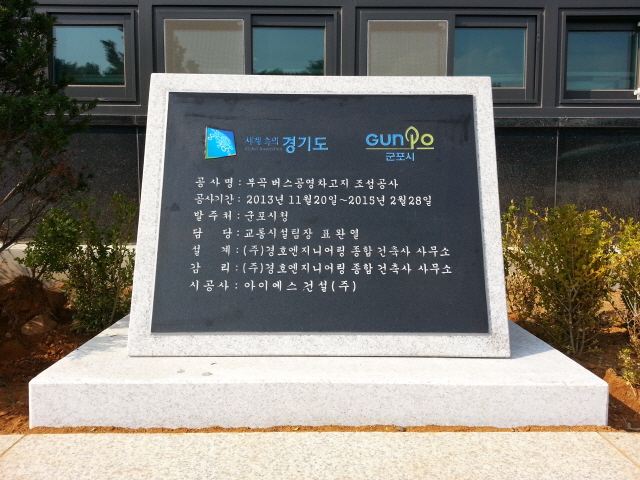 세계 속의 경기도
GUNPO
군포시
공 사 명 : 부곡 버스공영차고지 조성공사
공사기간 : 2013년 11월20일~2015년 2월28일
발 주 처 : 군포시청
담 당 : 교통시설팀장 표완열
설 계 : (주)경호엔지니어링 종합 건축사 사무소
감 리 : (주)경호엔지니어링 종합 건축사 사무소
시공사 : 아이에스 건설(주)